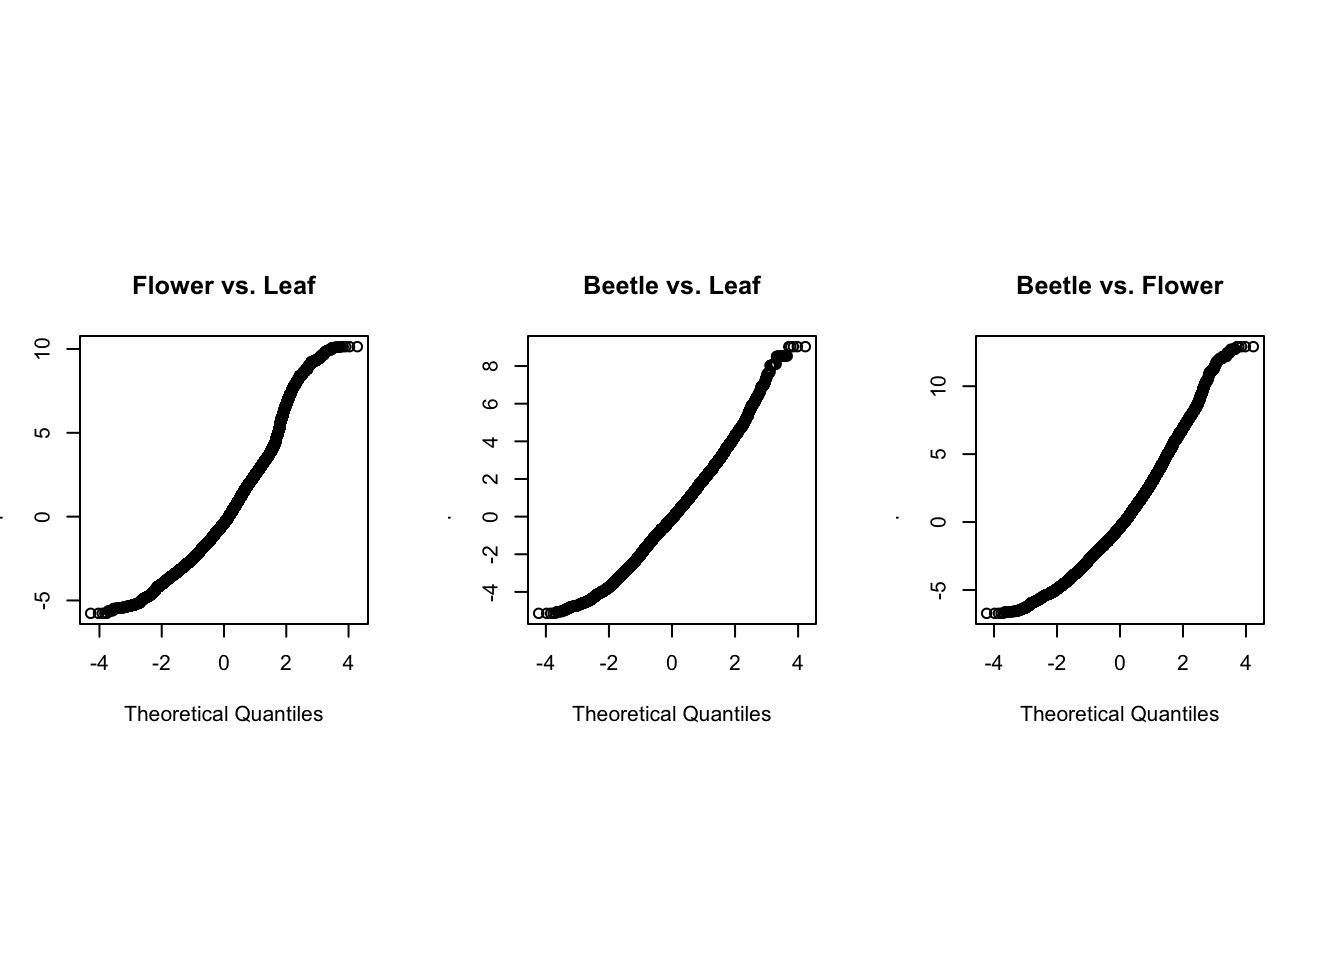 Flower vs. Leaf
10
5
0
-5
-4 -2 0 2 4
Theoretical Quantiles
Beetle vs. Leaf
8
6
4
2
0
-2
-4
-4 -2 0 2 4
Theoretical Quantiles
Beetle vs. Flower
10
5
0
-5
-4 -2 0 2 4
Theoretical Quantiles